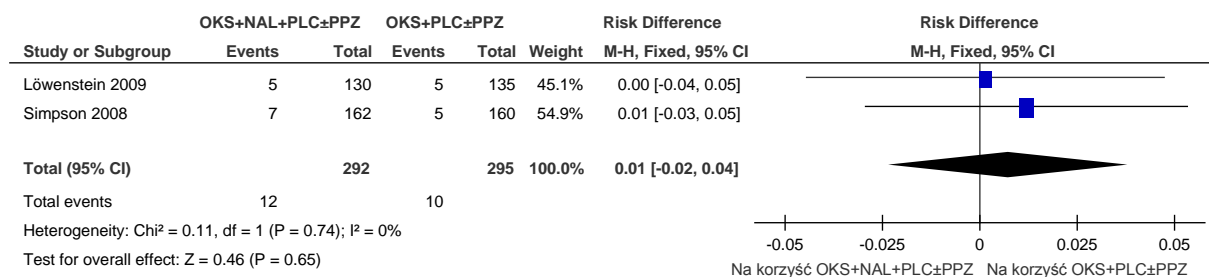 OKS+NAL+PLC±PPZ OKS+PLC±PPZ Risk Difference Risk Difference
Study or Subgroup Events Total Events Total Weight M-H, Fixed, 95% CI M-H, Fixed, 95% CI
Löwenstein 2009 5 130 5 135 45.1% 0.00 [-0.04, 0.05]
Simpson 2008 7 162 5 160 54.9% 0.01 [-0.03, 0.05]
Total (95% CI) 292 295 100.0% 0.01 [-0.02, 0.04]
Total events 12 10
Heterogeneity: Chi² = 0.11, df = 1 (P = 0.74); I² = 0%
Test for overall effect: Z = 0.46 (P = 0.65)
-0.05 -0.025 0 0.025 0.05
Na korzyść OKS+NAL+PLC±PPZ Na korzyść OKS+PLC±PPZ